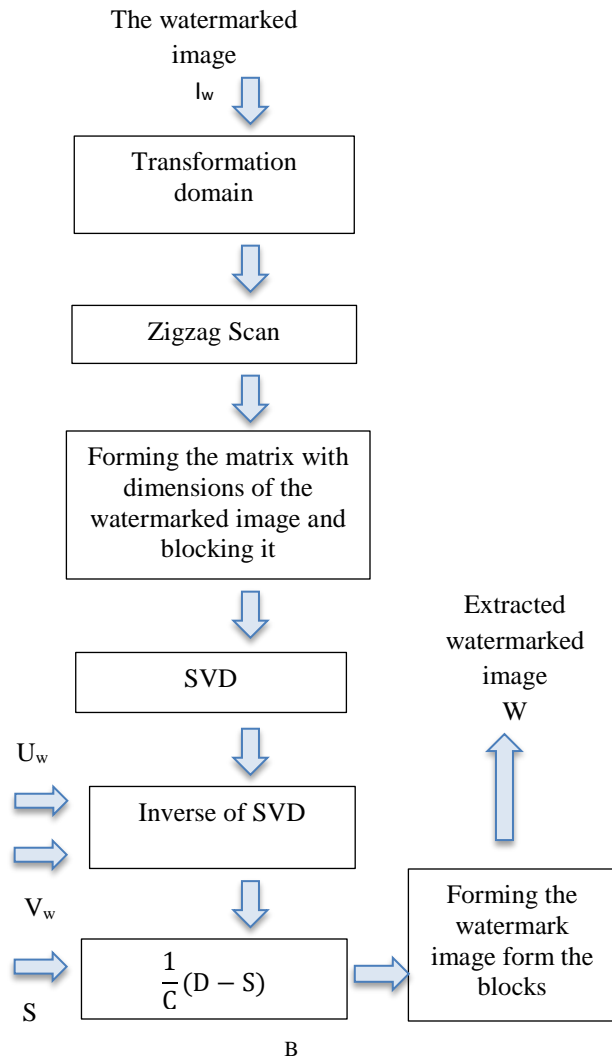 The watermarked
image
Iw
Transformation
domain
Zigzag Scan
Forming the matrix with
dimensions of the
watermarked image and
blocking it
SVD
Uw
Inverse of SVD
Vw
S
1/C (D − S)
B
Forming the
watermark
image form the
blocks
Extracted
watermarked
image
W